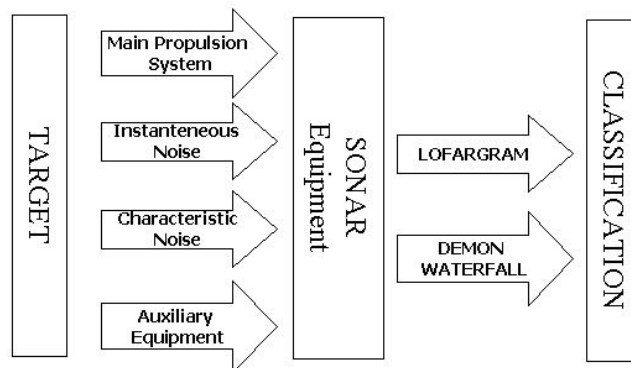 TARGET
Main Propulsion
System
Instanteneous
Noise
Characteristic
Noise
Auxiliary
Equipment
SONAR
Equipment
LOFARGRAM
DEMON
WATERFALL
CLASSIFICATION